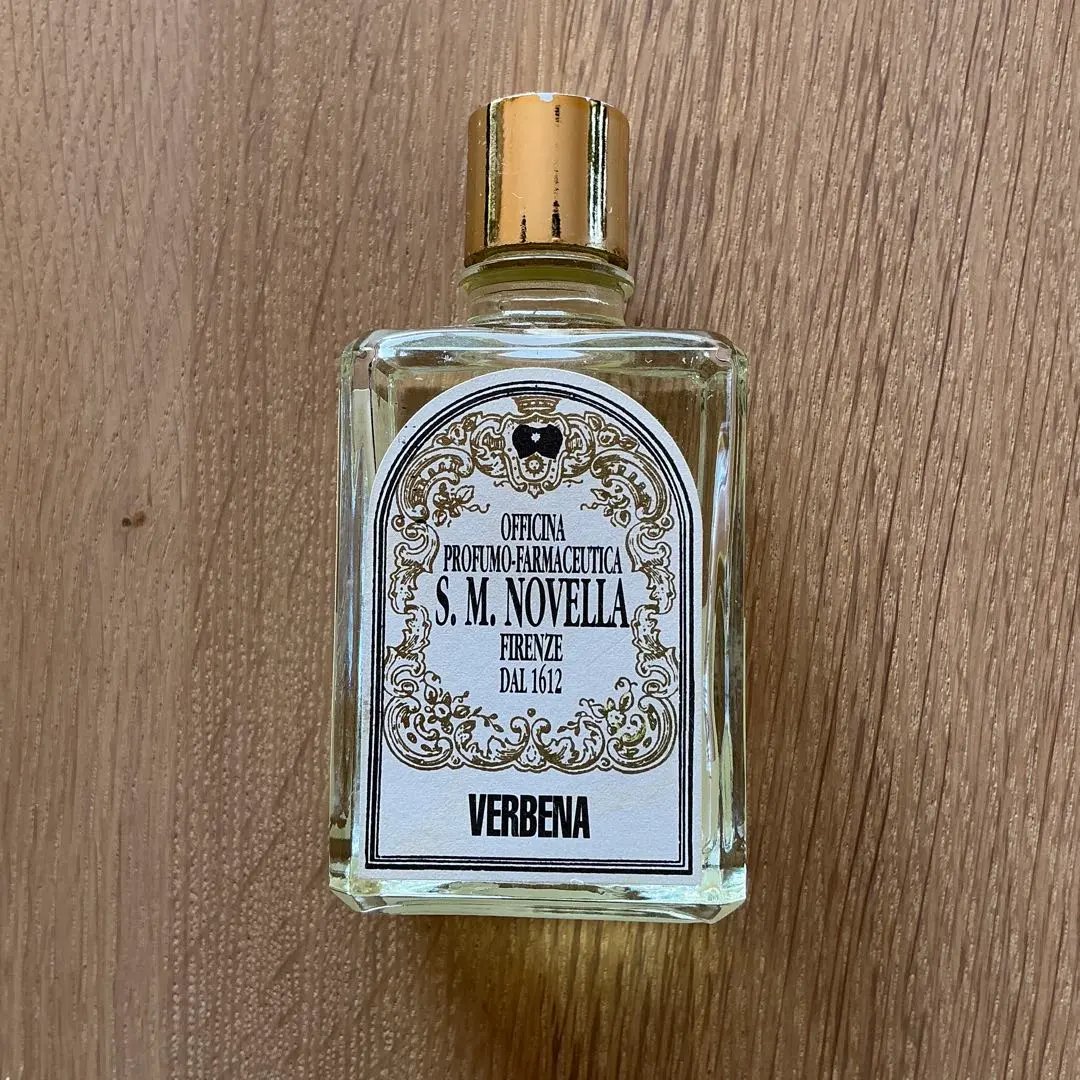 OFFICINA
PROFUMO-FARMACEUTICA
S. M. NOVELLA
FIRENZE
DAL 1612
VERBENA